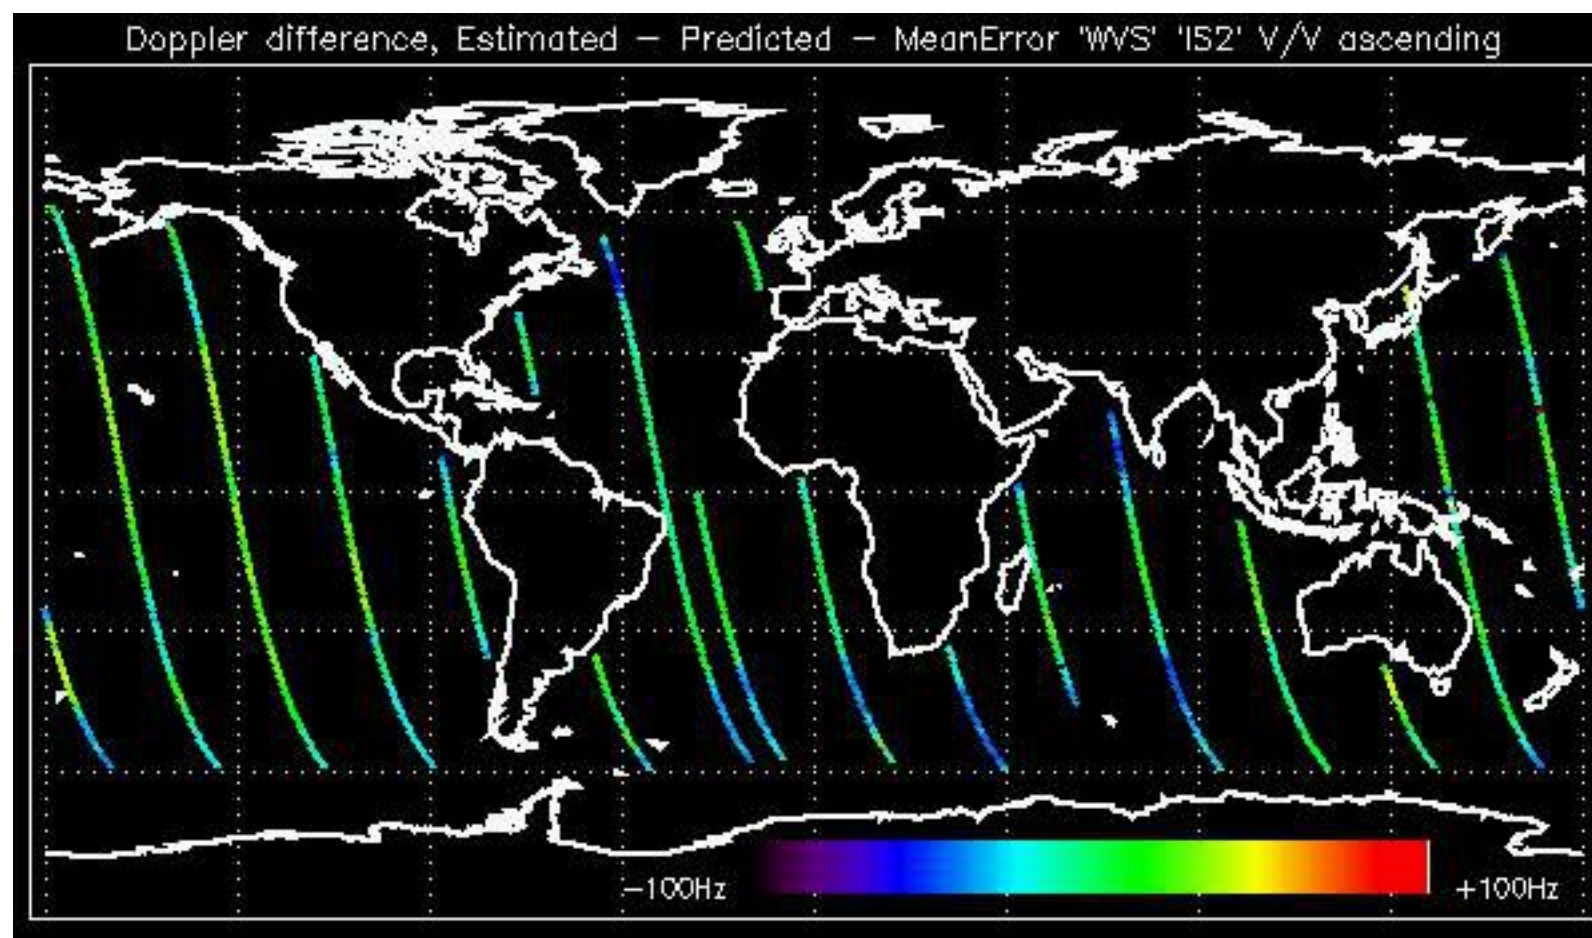 Doppler difference, Estimated – Predicted – MeanError 'WVS' 'IS2' V/V ascending
–100Hz
+100Hz